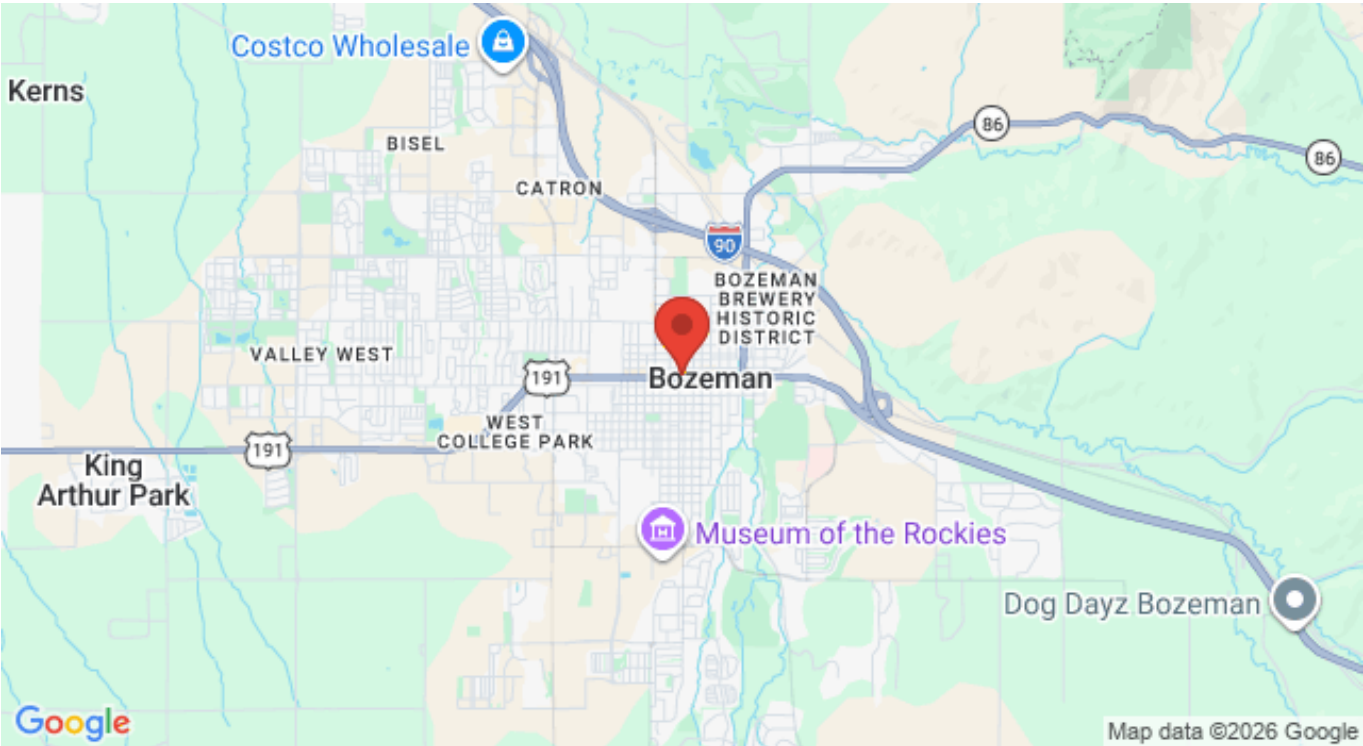 Costco Wholesale
Kerns
BISEL
86
86
CATRON
90
BOZEMAN
BREWERY
HISTORIC
DISTRICT
VALLEY WEST
191
Bozeman
WEST
COLLEGE PARK
191
King
Arthur Park
Museum of the Rockies
Dog Dayz Bozeman
Google
Map data ©2026 Google